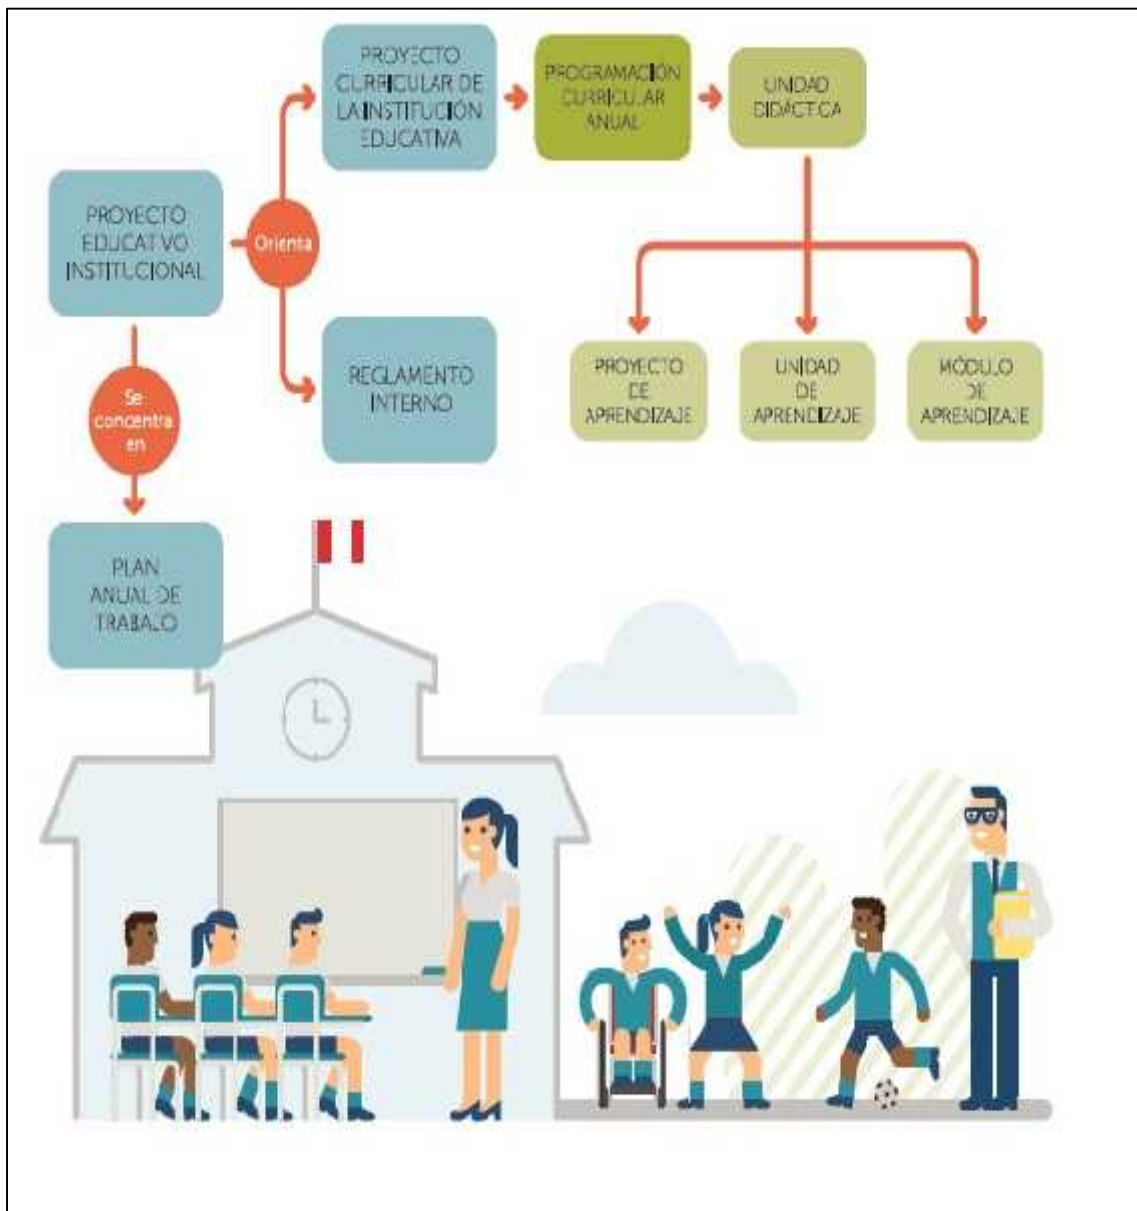 PROYECTO
CURRICULAR DE
LA INSTITUCIÓN
EDUCATIVA
PROGRAMACIÓN
CURRICULAR
ANUAL
UNIDAD
DIDÁCTICA
PROYECTO
EDUCATIVO
INSTITUCIONAL
Orienta
REGLAMENTO
INTERNO
PROYECTO
DE
APRENDIZAJE
UNIDAD
DE
APRENDIZAJE
MÓDULO
DE
APRENDIZAJE
Se
concentra
en
PLAN
ANUAL DE
TRABAJO